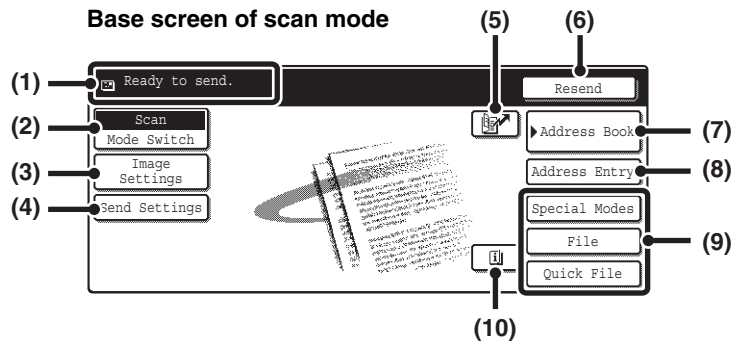 Base screen of scan mode
(5)
(6)
(1)
Ready to send.
Resend
(2)
Scan
Mode Switch
Address Book
(7)
(3)
Image
Settings
Address Entry
(8)
(4)
Send Settings
Special Modes
File
(9)
Quick File
(10)